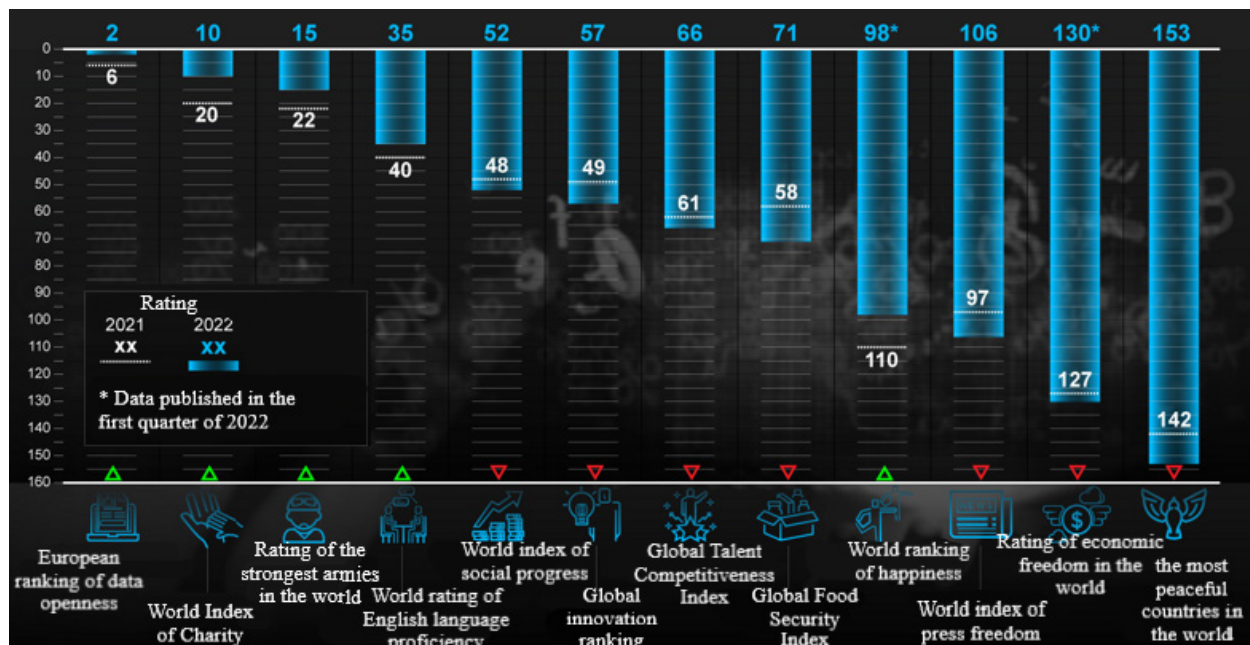 2 10 15 35 52 57 66 71 98* 106 130* 153
0
10
20
30
40
50
60
70
80
90
100
110
120
130
140
150
160
6
20
22
40
48
49
61
58
110
97
127
142
Rating
2021 2022
xx xx
* Data published in the
first quarter of 2022
European
ranking of data
openness
World Index
of Charity
Rating of the
strongest armies
in the world
World rating of
English language
proficiency
World index of
social progress
Global
innovation
ranking
Global Talent
Competitiveness
Index
Global Food
Security
Index
World ranking
of happiness
World index of
press freedom
Rating of economic
freedom in the
world
the most
peaceful
countries in
the world